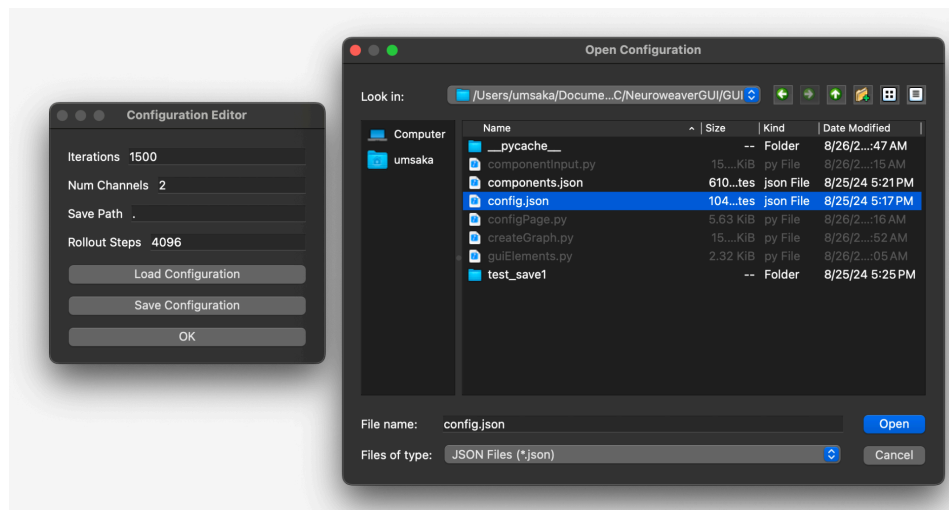 Configuration Editor
Iterations 1500
Num Channels 2
Save Path .
Rollout Steps 4096
Load Configuration
Save Configuration
OK
Open Configuration
Look in: /Users/umsaka/Docume...C/NeuroweaverGUI/GUI
Computer
umsaka
Name Size Kind Date Modified
__pycache__ -- Folder 8/26/2...:47 AM
componentInput.py 15....KiB py File 8/26/2...:15 AM
components.json 610...tes json File 8/25/24 5:21 PM
config.json 104...tes json File 8/25/24 5:17 PM
configPage.py 5.63 KiB py File 8/26/2...:16 AM
createGraph.py 15....KiB py File 8/26/2...:52 AM
guiElements.py 2.32 KiB py File 8/26/2...:05 AM
test_save1 -- Folder 8/25/24 5:25 PM
File name: config.json
Open
Files of type: JSON Files (*.json)
Cancel